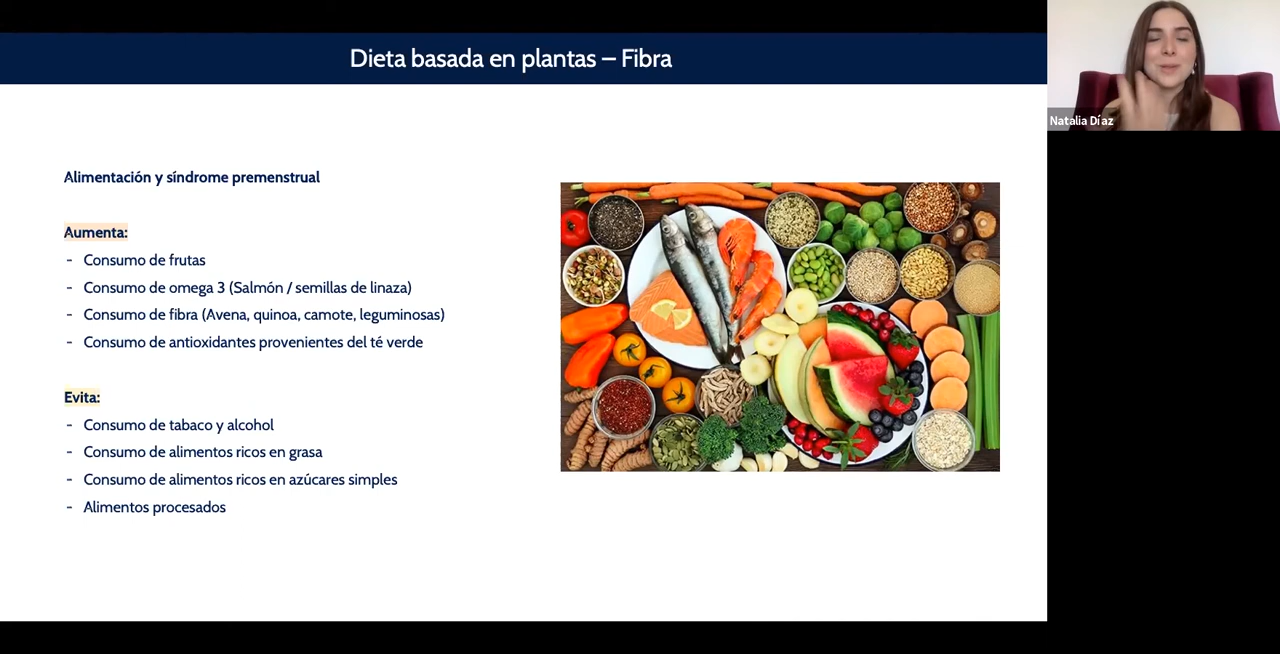 Dieta basada en plantas – Fibra
Natalia Díaz
Alimentación y síndrome premenstrual
Aumenta:
- Consumo de frutas
- Consumo de omega 3 (Salmón / semillas de linaza)
- Consumo de fibra (Avena, quinoa, camote, leguminosas)
- Consumo de antioxidantes provenientes del té verde
Evita:
- Consumo de tabaco y alcohol
- Consumo de alimentos ricos en grasa
- Consumo de alimentos ricos en azúcares simples
- Alimentos procesados